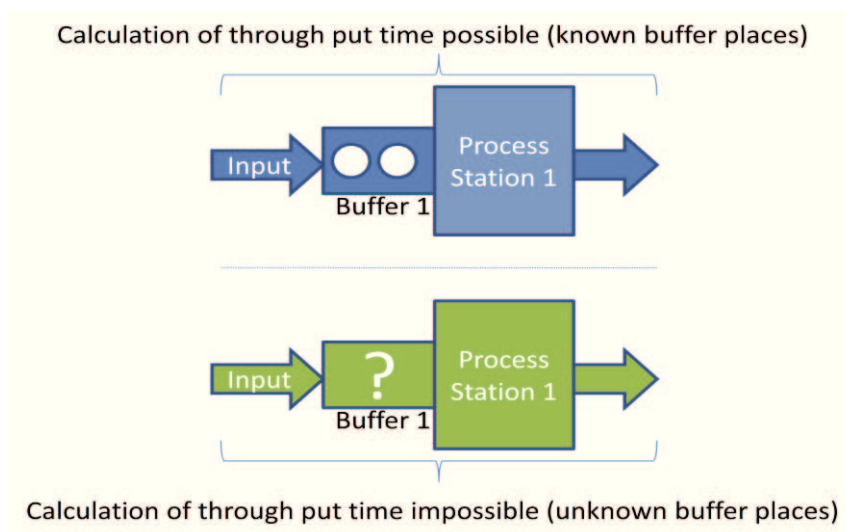 Calculation of through put time possible (known buffer places)
Input
Process
Station 1
Buffer 1
Input
?
Process
Station 1
Buffer 1
Calculation of through put time impossible (unknown buffer places)